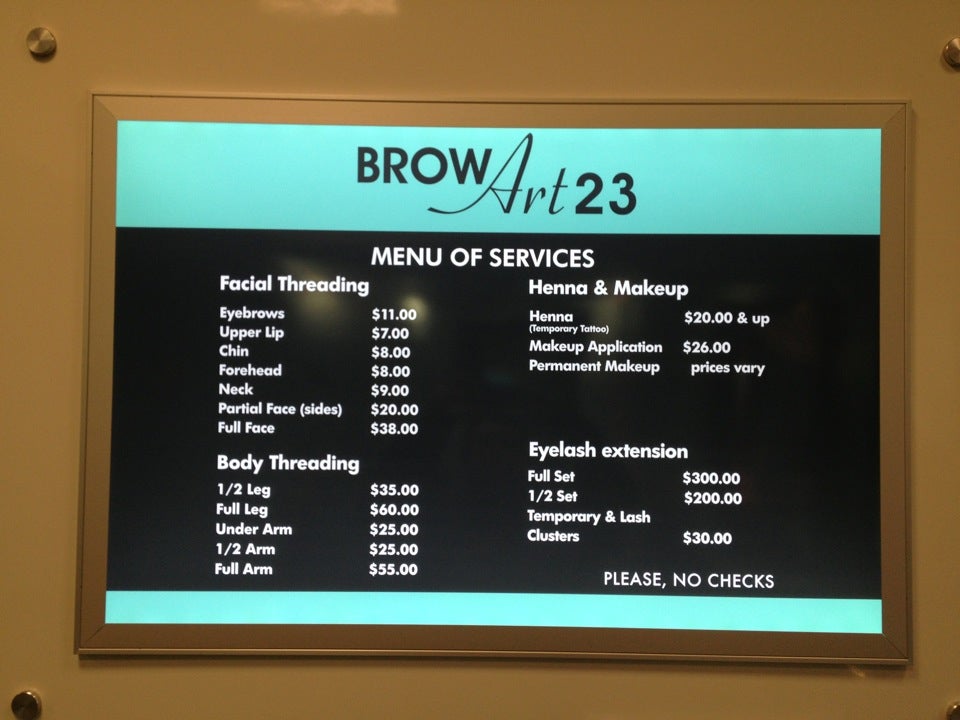 BROW Art 23
MENU OF SERVICES
Facial Threading
Eyebrows $11.00
Upper Lip $7.00
Chin $8.00
Forehead $8.00
Neck $9.00
Partial Face (sides) $20.00
Full Face $38.00
Body Threading
1/2 Leg $35.00
Full Leg $60.00
Under Arm $25.00
1/2 Arm $25.00
Full Arm $55.00
Henna & Makeup
Henna $20.00 & up
(Temporary Tattoo)
Makeup Application $26.00
Permanent Makeup prices vary
Eyelash extension
Full Set $300.00
1/2 Set $200.00
Temporary & Lash
Clusters $30.00
PLEASE, NO CHECKS